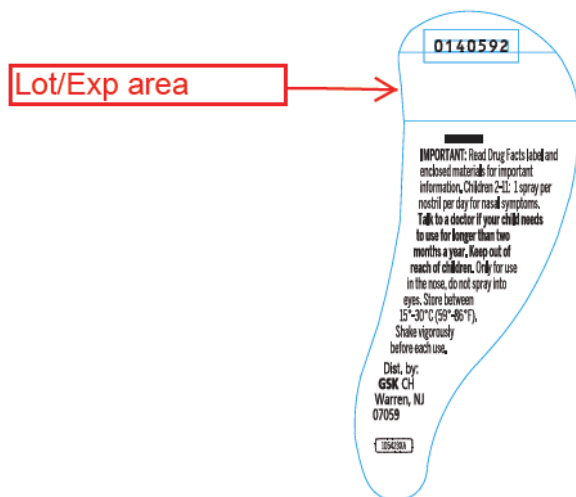 0140592
Lot/Exp area
IMPORTANT: Read Drug Facts label and
enclosed materials for important
information. Children 2-11: 1 spray per
nostril per day for nasal symptoms.
Talk to a doctor if your child needs
to use for longer than two
months a year. Keep out of
reach of children. Only for use
in the nose, do not spray into
eyes. Store between
15°-30°C (59°-86°F).
Shake vigorously
before each use.
Dist. by:
GSK CH
Warren, NJ
07059